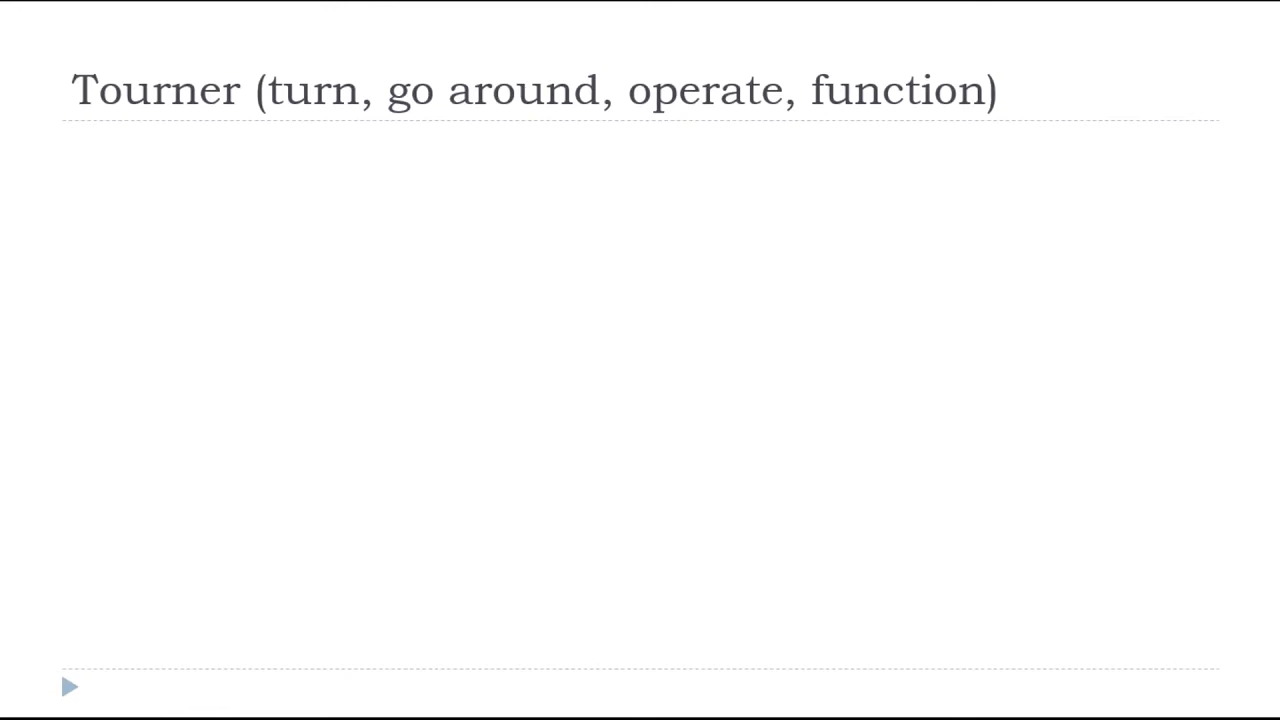 Tourner (turn, go around, operate, function)